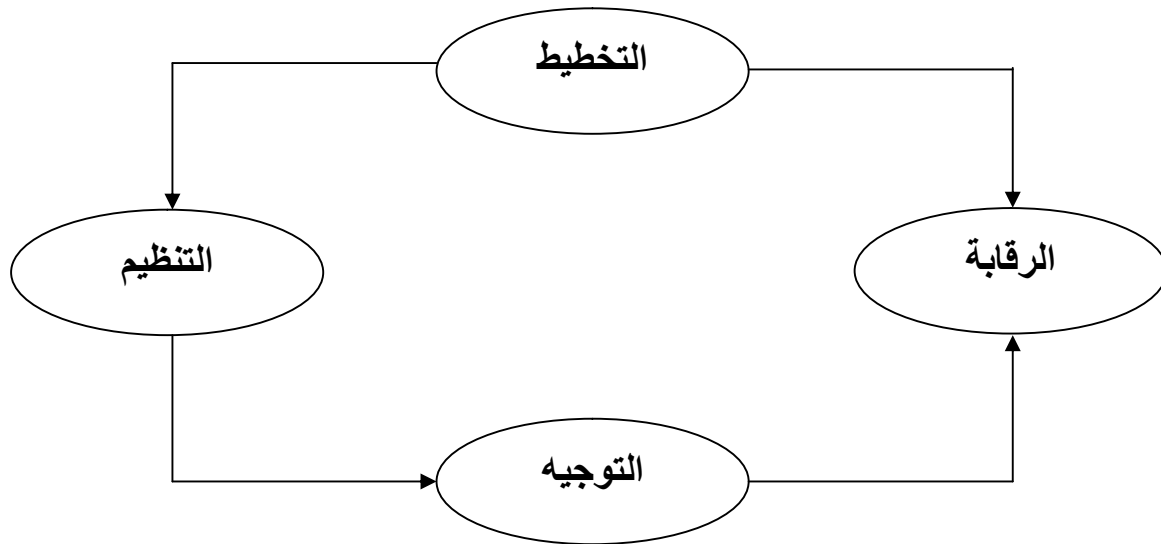 التخطيط
الرقابة
التنظيم
التوجيه